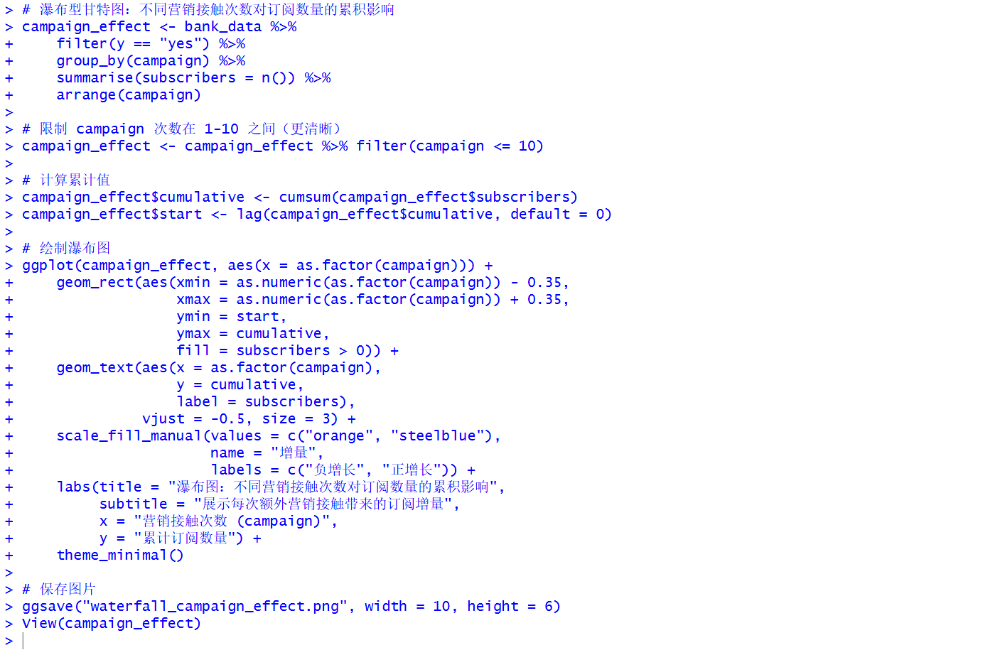 > # 瀑布型甘特图：不同营销接触次数对订阅数量的累积影响
> campaign_effect <- bank_data %>%
+     filter(y == "yes") %>%
+     group_by(campaign) %>%
+     summarise(subscribers = n()) %>%
+     arrange(campaign)
>
> # 限制 campaign 次数在 1-10 之间（更清晰）
> campaign_effect <- campaign_effect %>% filter(campaign <= 10)
>
> # 计算累计值
> campaign_effect$cumulative <- cumsum(campaign_effect$subscribers)
> campaign_effect$start <- lag(campaign_effect$cumulative, default = 0)
>
> # 绘制瀑布图
> ggplot(campaign_effect, aes(x = as.factor(campaign))) +
+     geom_rect(aes(xmin = as.numeric(as.factor(campaign)) - 0.35,
+                   xmax = as.numeric(as.factor(campaign)) + 0.35,
+                   ymin = start,
+                   ymax = cumulative,
+                   fill = subscribers > 0)) +
+     geom_text(aes(x = as.factor(campaign),
+                   y = cumulative,
+                   label = subscribers),
+               vjust = -0.5, size = 3) +
+     scale_fill_manual(values = c("orange", "steelblue"),
+                       name = "增量",
+                       labels = c("负增长", "正增长")) +
+     labs(title = "瀑布图：不同营销接触次数对订阅数量的累积影响",
+          subtitle = "展示每次额外营销接触带来的订阅增量",
+          x = "营销接触次数 (campaign)",
+          y = "累计订阅数量") +
+     theme_minimal()
>
> # 保存图片
> ggsave("waterfall_campaign_effect.png", width = 10, height = 6)
> View(campaign_effect)
>